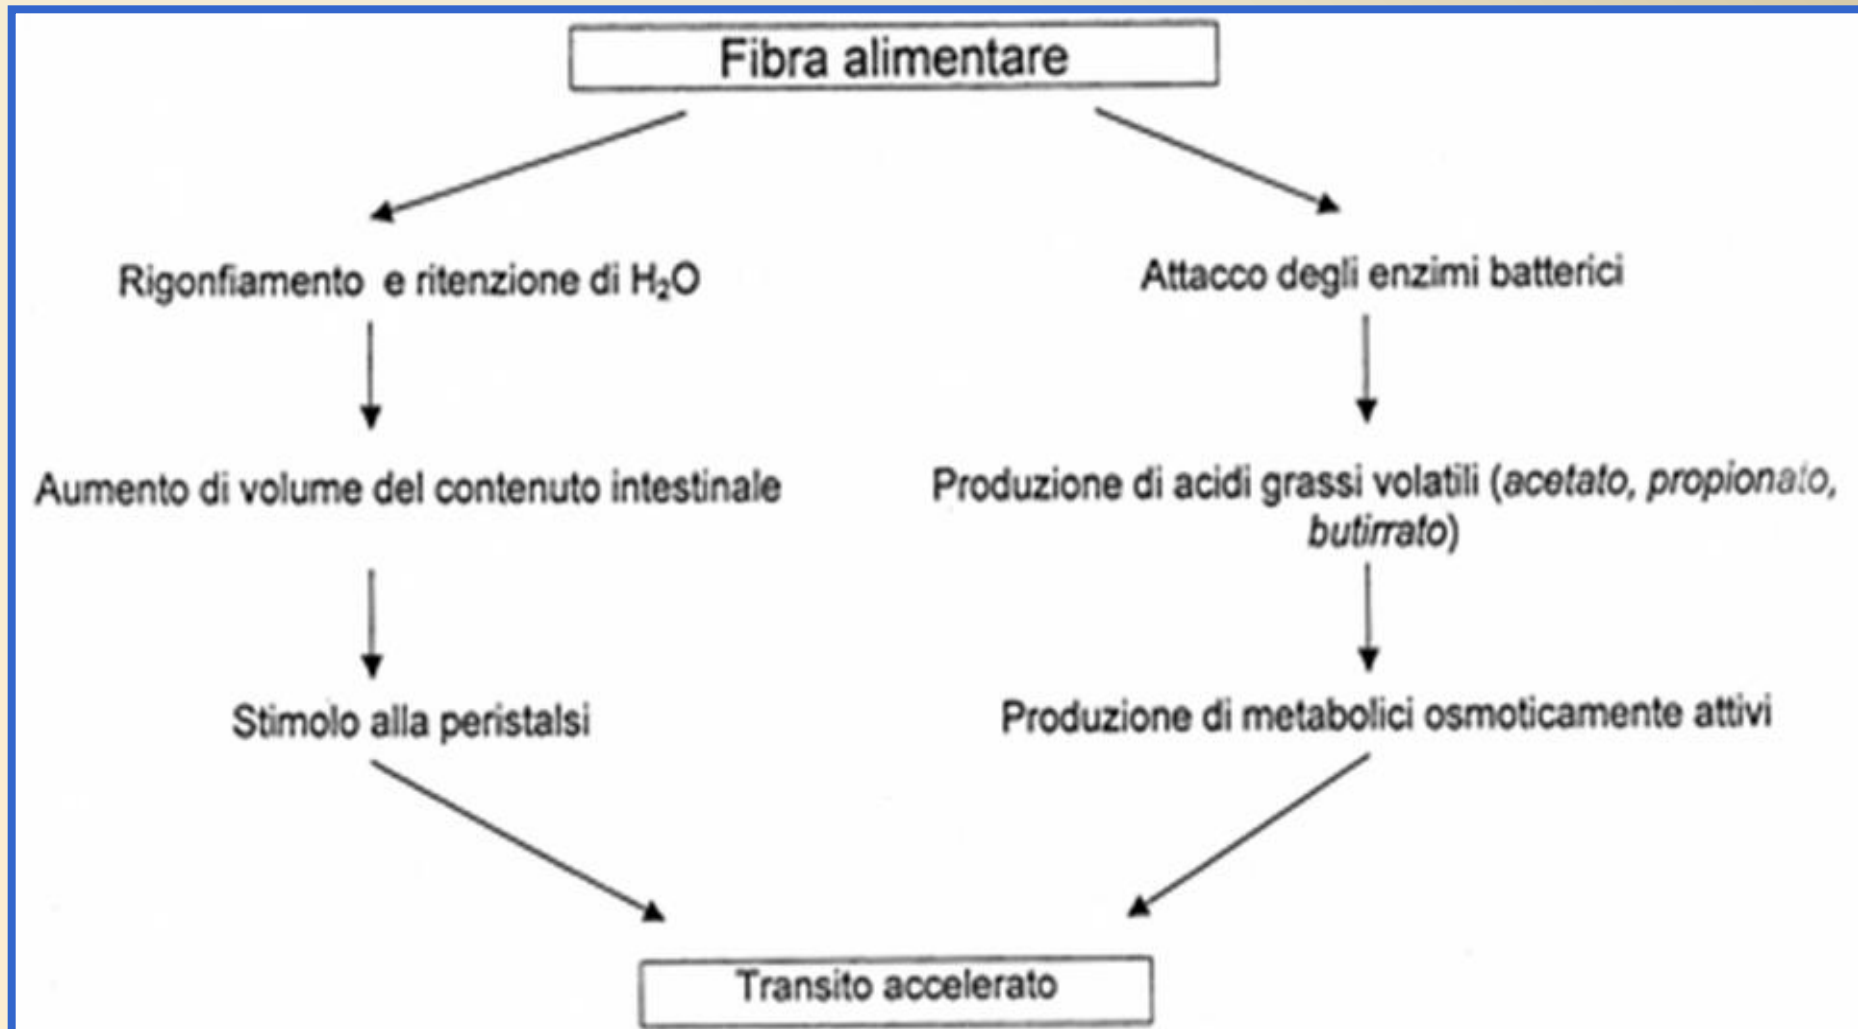 Fibra alimentare
Rigonfiamento e ritenzione di H₂O
Attacco degli enzimi batterici
Aumento di volume del contenuto intestinale
Produzione di acidi grassi volatili (acetato, propionato,
butirrato)
Stimolo alla peristalsi
Produzione di metabolici osmoticamente attivi
Transito accelerato